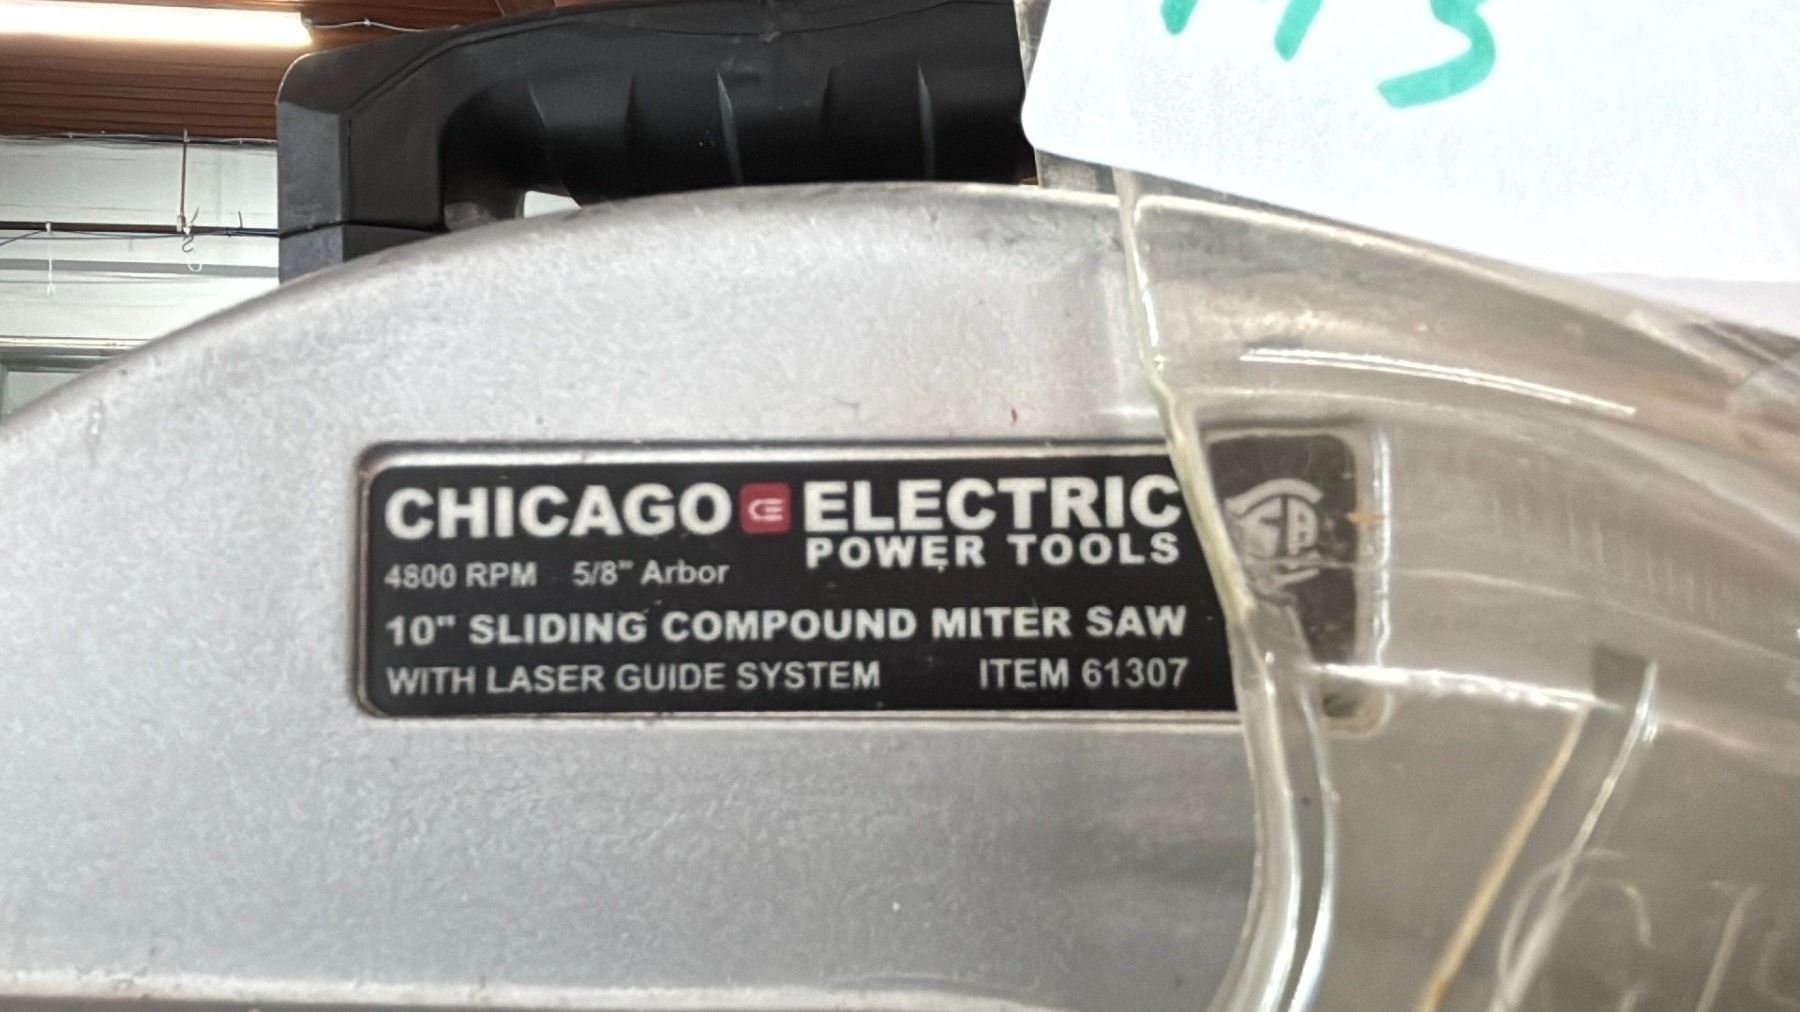 CHICAGO ELECTRIC
POWER TOOLS
4800 RPM 5/8" Arbor
10" SLIDING COMPOUND MITER SAW
WITH LASER GUIDE SYSTEM ITEM 61307